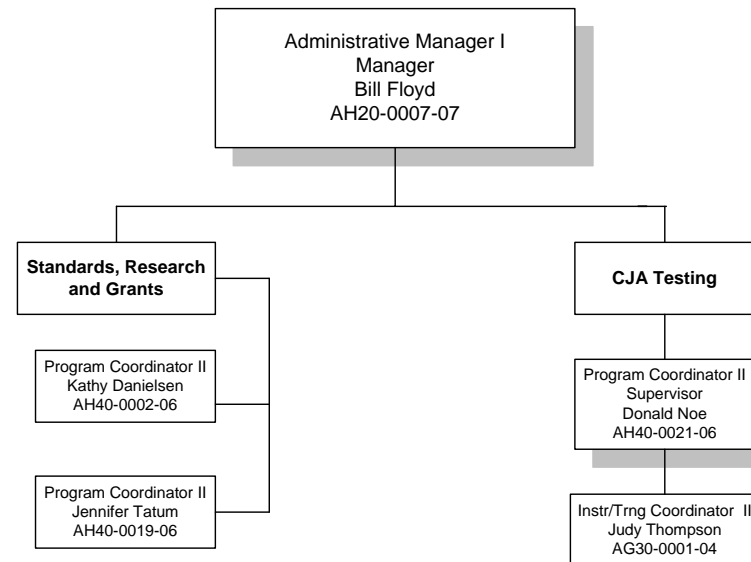 Administrative Manager I
Manager
Bill Floyd
AH20-0007-07
Standards, Research
and Grants
Program Coordinator II
Kathy Danielsen
AH40-0002-06
Program Coordinator II
Jennifer Tatum
AH40-0019-06
CJA Testing
Program Coordinator II
Supervisor
Donald Noe
AH40-0021-06
Instr/Trng Coordinator II
Judy Thompson
AG30-0001-04